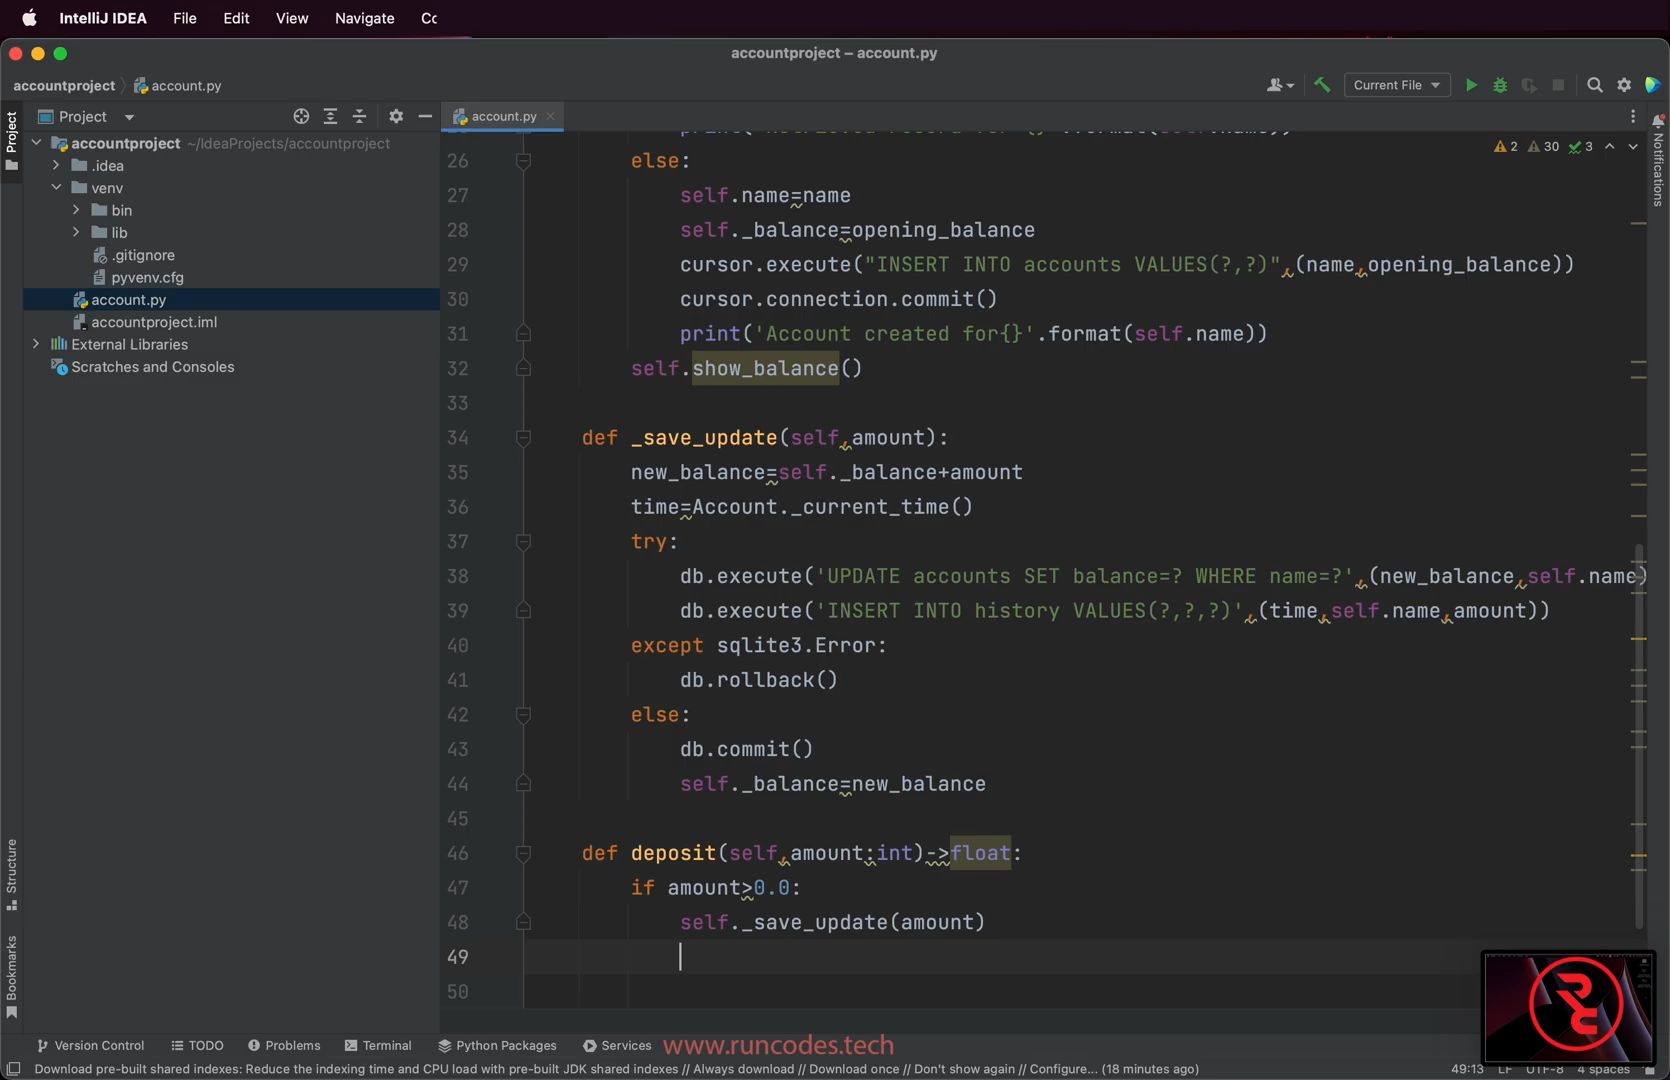 IntelliJ IDEA File Edit View Navigate
accountproject – account.py
accountproject account.py
Current File
Project
Project
account.py
Notifications
accountproject ~/IdeaProjects/accountproject
.idea
venv
bin
lib
.gitignore
pyvenv.cfg
account.py
accountproject.iml
External Libraries
Scratches and Consoles
2 30 3
26 else:
27 self.name=name
28 self._balance=opening_balance
29 cursor.execute("INSERT INTO accounts VALUES(?,?)",(name,opening_balance))
30 cursor.connection.commit()
31 print('Account created for{}'.format(self.name))
32 self.show_balance()
33
34 def _save_update(self,amount):
35 new_balance=self._balance+amount
36 time=Account._current_time()
37 try:
38 db.execute('UPDATE accounts SET balance=? WHERE name=?',(new_balance,self.name)
39 db.execute('INSERT INTO history VALUES(?,?,?)',(time,self.name,amount))
40 except sqlite3.Error:
41 db.rollback()
42 else:
43 db.commit()
44 self._balance=new_balance
45
46 def deposit(self,amount:int)->float:
47 if amount>0.0:
48 self._save_update(amount)
49
50
Structure
Bookmarks
Version Control TODO Problems Terminal Python Packages Services
www.runcodes.tech
Download pre-built shared indexes: Reduce the indexing time and CPU load with pre-built JDK shared indexes // Always download // Download once // Don't show again // Configure... (18 minutes ago)
49:13 LF UTF-8 4 spaces